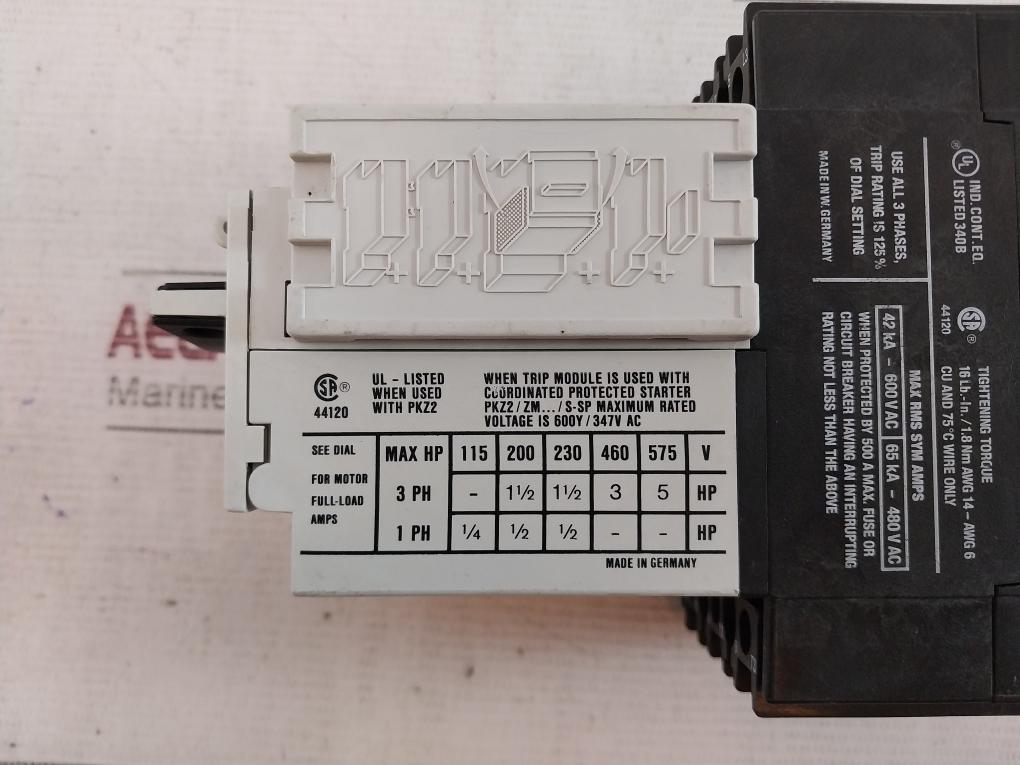 CSA ®
44120
UL - LISTED
WHEN USED
WITH PKZ2
WHEN TRIP MODULE IS USED WITH
COORDINATED PROTECTED STARTER
PKZ2/ZM.../S-SP MAXIMUM RATED
VOLTAGE IS 600Y/347V AC
SEE DIAL
FOR MOTOR
FULL-LOAD
AMPS
MAX HP 115 200 230 460 575 V
3 PH - 1½ 1½ 3 5 HP
1 PH ¼ ½ ½ - - HP
MADE IN GERMANY
UL ® IND. CONT. EQ.
LISTED 340B
USE ALL 3 PHASES,
TRIP RATING IS 125%
OF DIAL SETTING
MADE IN W. GERMANY
CSA ®
44120
TIGHTENING TORQUE
16 Lb.-In. / 1.8 Nm AWG 14 - AWG 6
CU AND 75°C WIRE ONLY
MAX RMS SYM AMPS
42 kA - 600 V AC 65 kA - 480 V AC
WHEN PROTECTED BY 500 A MAX. FUSE OR
CIRCUIT BREAKER HAVING AN INTERRUPTING
RATING NOT LESS THAN THE ABOVE
Marine